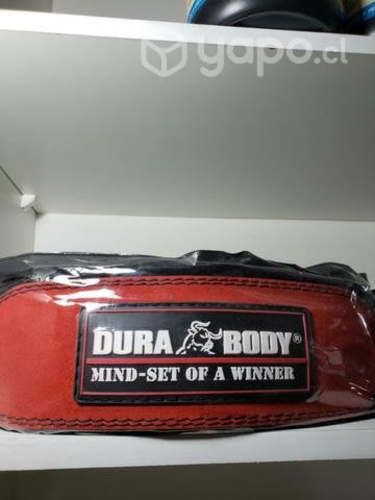 yapo.cl
DURA BODY®
MIND-SET OF A WINNER